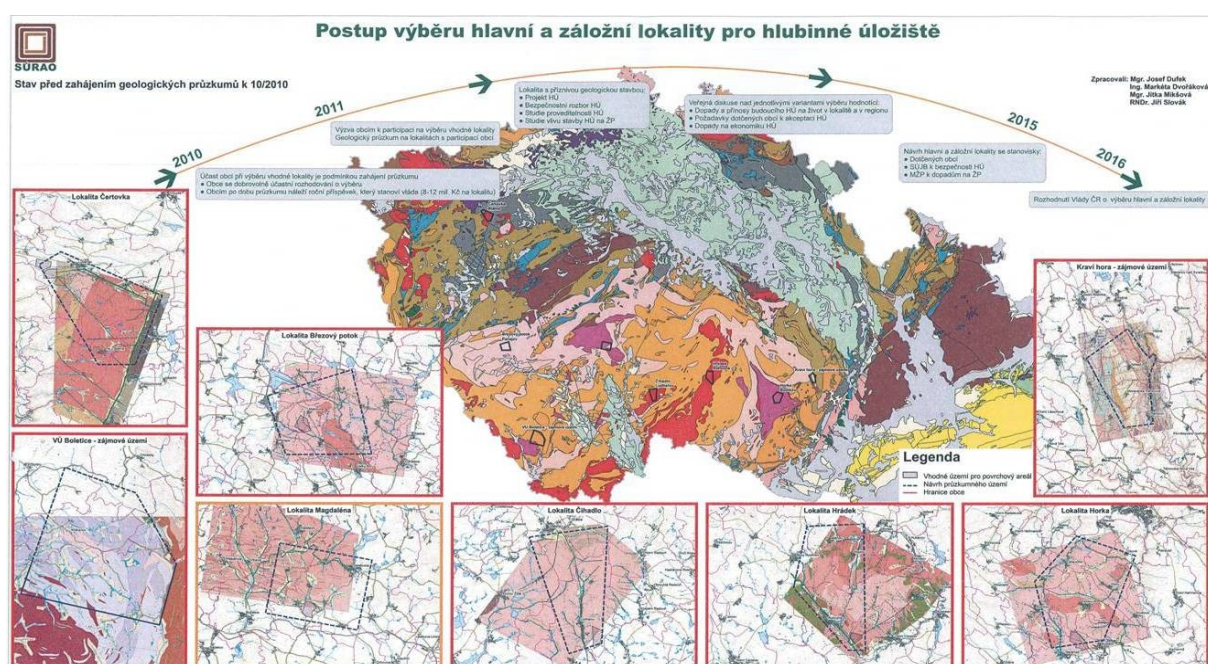 Postup výběru hlavní a záložní lokality pro hlubinné úložiště
SÚRAO
Stav před zahájením geologických průzkumů k 10/2010
Zpracovali: Mgr. Josef Dufek
Ing. Markéta Dvořáková
Mgr. Jitka Mikšová
RNDr. Jiří Slovák
2010
Účast obcí při výběru vhodné lokality je podmínkou zahájení průzkumu
● Obce se dobrovolně účastní rozhodování o výběru
● Obcím po dobu průzkumu náleží roční příspěvek, který stanoví vláda (8-12 mil. Kč na lokalitu)
2011
Výzva obcím k participaci na výběru vhodné lokality
Geologický průzkum na lokalitách s participací obcí
Lokalita s příznivou geologickou stavbou:
● Projekt HÚ
● Bezpečnostní rozbor HÚ
● Studie proveditelnosti HÚ
● Studie vlivu stavby HÚ na ŽP
Veřejná diskuse nad jednotlivými variantami výběru hodnotící:
● Dopady a přínosy budoucího HÚ na život v lokalitě a v regionu
● Požadavky dotčených obcí k akceptaci HÚ
● Dopady na ekonomiku HÚ
2015
Návrh hlavní a záložní lokality se stanovisky:
● Dotčených obcí
● SÚJB k bezpečnosti HÚ
● MŽP k dopadům na ŽP
2016
Rozhodnutí Vlády ČR o výběru hlavní a záložní lokality
Lokalita Čertovka
Lokalita Březový potok
Kraví hora - zájmové území
VÚ Boletice - zájmové území
Legenda
Vhodné území pro povrchový areál
Návrh průzkumného území
Hranice obce
Lokalita Magdaléna
Lokalita Čihadlo
Lokalita Hrádek
Lokalita Horka